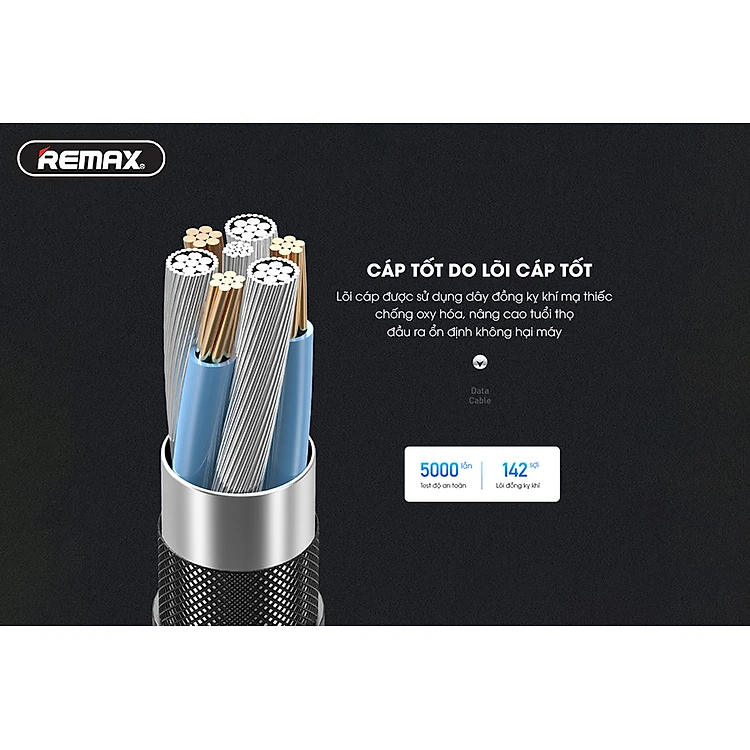 REMAX®
CÁP TỐT DO LÕI CÁP TỐT
Lõi cáp được sử dụng dây đồng kỵ khí mạ thiếc
chống oxy hóa, nâng cao tuổi thọ
đầu ra ổn định không hại máy
Data
Cable
5000 lần
Test độ an toàn
142 sợi
Lõi đồng kỵ khí